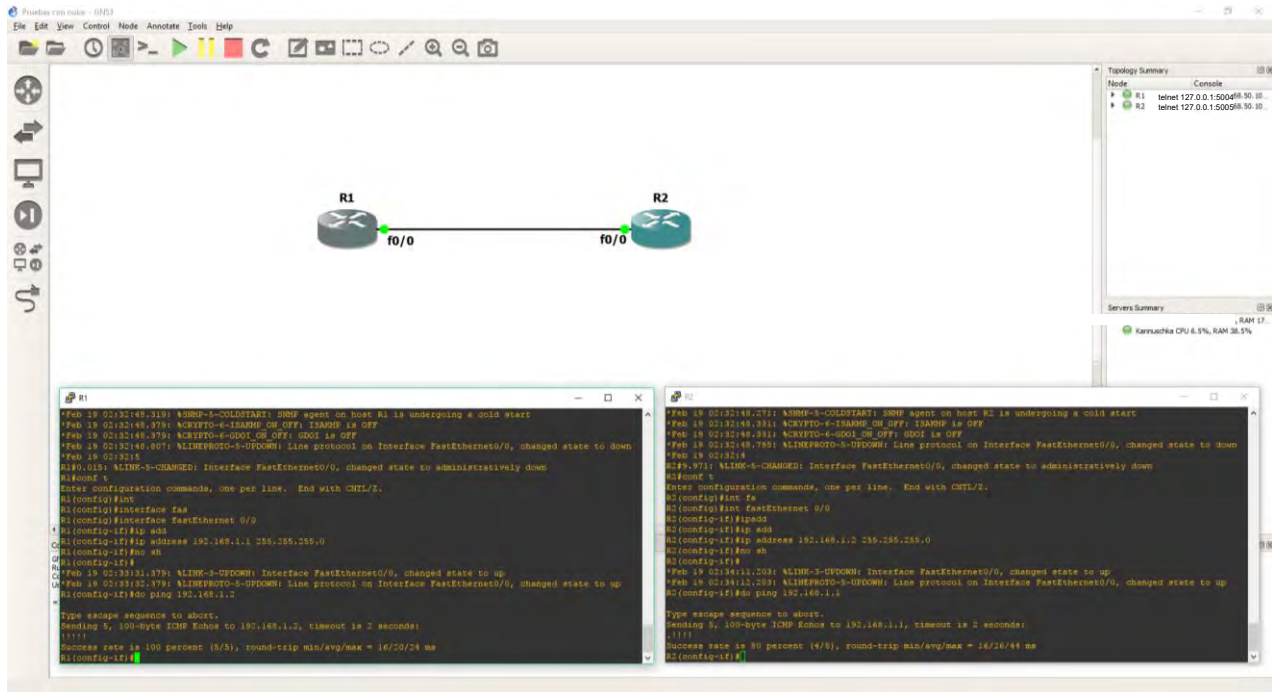 Pruebas con nube - GNS3
File Edit View Control Node Annotate Tools Help
R1
R2
f0/0
f0/0
Topology Summary
Node Console
R1 telnet 127.0.0.1:5004 68.50.10...
R2 telnet 127.0.0.1:5005 68.50.10...
Servers Summary
, RAM 17...
Kannuschka CPU 6.5%, RAM 38.5%
R1
*Feb 19 02:32:48.319: %SNMP-5-COLDSTART: SNMP agent on host R1 is undergoing a cold start
*Feb 19 02:32:48.379: %CRYPTO-6-ISAKMP_ON_OFF: ISAKMP is OFF
*Feb 19 02:32:48.379: %CRYPTO-6-GDOI_ON_OFF: GDOI is OFF
*Feb 19 02:32:48.807: %LINEPROTO-5-UPDOWN: Line protocol on Interface FastEthernet0/0, changed state to down
*Feb 19 02:32:5
R1#0.015: %LINK-5-CHANGED: Interface FastEthernet0/0, changed state to administratively down
R1#conf t
Enter configuration commands, one per line. End with CNTL/Z.
R1(config)#int
R1(config)#interface fas
R1(config)#interface fastEthernet 0/0
R1(config-if)#ip add
R1(config-if)#ip address 192.168.1.1 255.255.255.0
R1(config-if)#no sh
R1(config-if)#
*Feb 19 02:33:31.379: %LINK-3-UPDOWN: Interface FastEthernet0/0, changed state to up
*Feb 19 02:33:32.379: %LINEPROTO-5-UPDOWN: Line protocol on Interface FastEthernet0/0, changed state to up
R1(config-if)#do ping 192.168.1.2
Type escape sequence to abort.
Sending 5, 100-byte ICMP Echos to 192.168.1.2, timeout is 2 seconds:
!!!!!
Success rate is 100 percent (5/5), round-trip min/avg/max = 16/20/24 ms
R1(config-if)#
R2
*Feb 19 02:32:48.271: %SNMP-5-COLDSTART: SNMP agent on host R2 is undergoing a cold start
*Feb 19 02:32:48.331: %CRYPTO-6-ISAKMP_ON_OFF: ISAKMP is OFF
*Feb 19 02:32:48.331: %CRYPTO-6-GDOI_ON_OFF: GDOI is OFF
*Feb 19 02:32:48.795: %LINEPROTO-5-UPDOWN: Line protocol on Interface FastEthernet0/0, changed state to down
*Feb 19 02:32:4
R2#9.971: %LINK-5-CHANGED: Interface FastEthernet0/0, changed state to administratively down
R2#conf t
Enter configuration commands, one per line. End with CNTL/Z.
R2(config)#int fa
R2(config)#int fastEthernet 0/0
R2(config-if)#ipadd
R2(config-if)#ip add
R2(config-if)#ip address 192.168.1.2 255.255.255.0
R2(config-if)#no sh
R2(config-if)#
*Feb 19 02:34:11.203: %LINK-3-UPDOWN: Interface FastEthernet0/0, changed state to up
*Feb 19 02:34:12.203: %LINEPROTO-5-UPDOWN: Line protocol on Interface FastEthernet0/0, changed state to up
R2(config-if)#do ping 192.168.1.1
Type escape sequence to abort.
Sending 5, 100-byte ICMP Echos to 192.168.1.1, timeout is 2 seconds:
.!!!!
Success rate is 80 percent (4/5), round-trip min/avg/max = 16/26/44 ms
R2(config-if)#